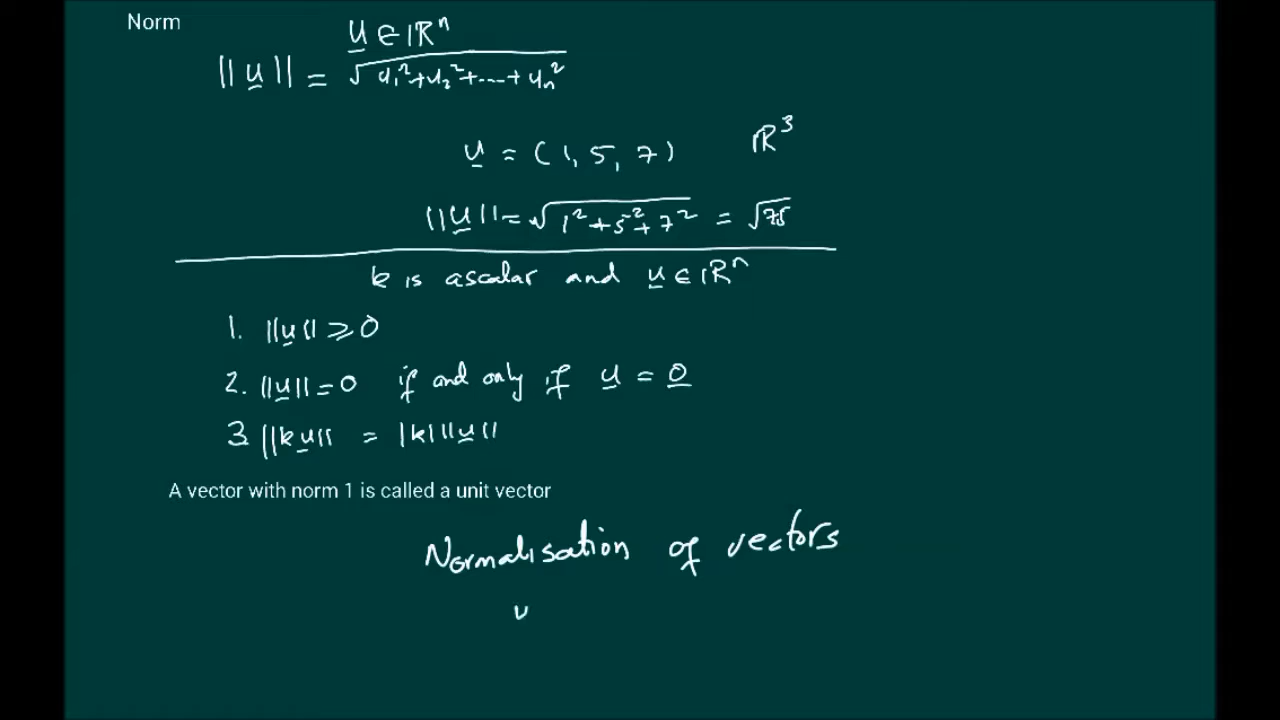 Norm
u ∈ ℝⁿ
||u|| = √(u₁² + u₂² + .... + uₙ²)
u = (1, 5, 7) ℝ³
||u|| = √(1² + 5² + 7²) = √75
k is a scalar and u ∈ ℝⁿ
1. ||u|| ≥ 0
2. ||u|| = 0 if and only if u = 0
3. ||ku|| = |k| ||u||
A vector with norm 1 is called a unit vector
Normalisation of vectors
u